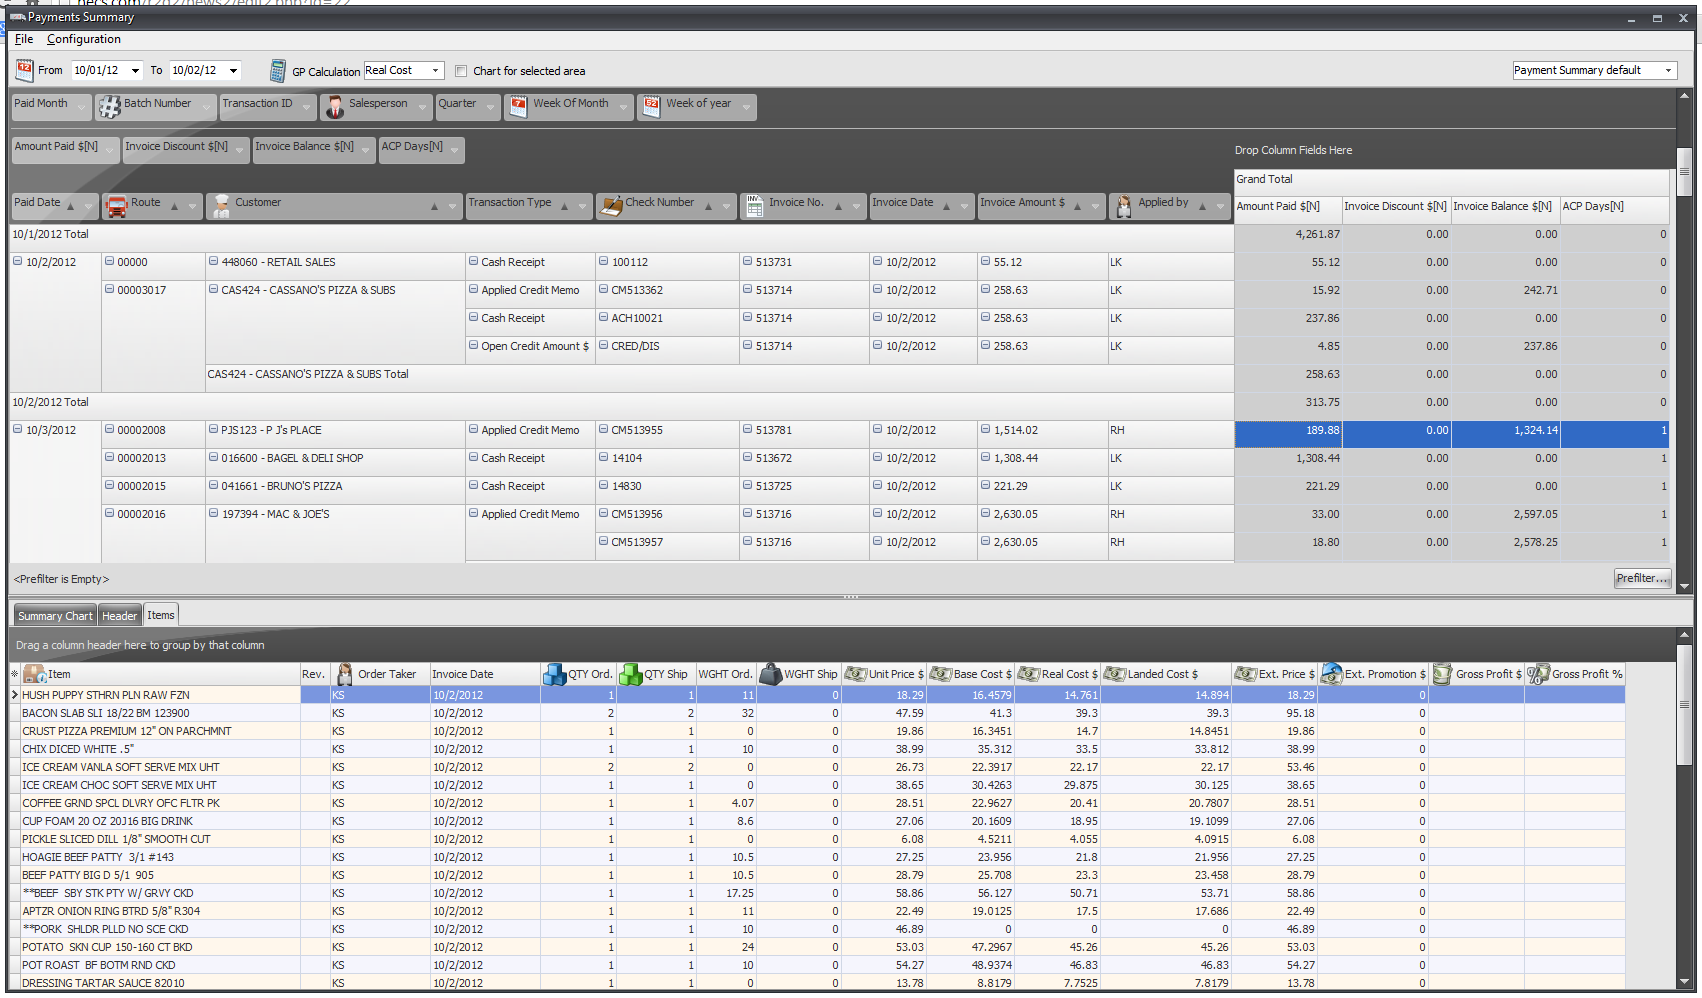 Payments Summary
File Configuration
From 10/01/12 To 10/02/12 GP Calculation Real Cost Chart for selected area Payment Summary default
Paid Month Batch Number Transaction ID Salesperson Quarter Week Of Month Week of year
Amount Paid $[N] Invoice Discount $[N] Invoice Balance $[N] ACP Days[N]
Drop Column Fields Here
Grand Total
Paid Date Route Customer Transaction Type Check Number Invoice No. Invoice Date Invoice Amount $ Applied by Amount Paid $[N] Invoice Discount $[N] Invoice Balance $[N] ACP Days[N]
10/1/2012 Total 4,261.87 0.00 0.00 0
10/2/2012 00000 448060 - RETAIL SALES Cash Receipt 100112 513731 10/2/2012 55.12 LK 55.12 0.00 0.00 0
00003017 CAS424 - CASSANO'S PIZZA & SUBS Applied Credit Memo CM513362 513714 10/2/2012 258.63 LK 15.92 0.00 242.71 0
Cash Receipt ACH10021 513714 10/2/2012 258.63 LK 237.86 0.00 0.00 0
Open Credit Amount $ CRED/DIS 513714 10/2/2012 258.63 LK 4.85 0.00 237.86 0
CAS424 - CASSANO'S PIZZA & SUBS Total 258.63 0.00 0.00 0
10/2/2012 Total 313.75 0.00 0.00 0
10/3/2012 00002008 PJS123 - P J's PLACE Applied Credit Memo CM513955 513781 10/2/2012 1,514.02 RH 189.88 0.00 1,324.14 1
00002013 016600 - BAGEL & DELI SHOP Cash Receipt 14104 513672 10/2/2012 1,308.44 LK 1,308.44 0.00 0.00 1
00002015 041661 - BRUNO'S PIZZA Cash Receipt 14830 513725 10/2/2012 221.29 LK 221.29 0.00 0.00 1
00002016 197394 - MAC & JOE'S Applied Credit Memo CM513956 513716 10/2/2012 2,630.05 RH 33.00 0.00 2,597.05 1
CM513957 513716 10/2/2012 2,630.05 RH 18.80 0.00 2,578.25 1
<Prefilter is Empty> Prefilter...
Summary Chart Header Items
Drag a column header here to group by that column
Item Rev. Order Taker Invoice Date QTY Ord. QTY Ship WGHT Ord. WGHT Ship Unit Price $ Base Cost $ Real Cost $ Landed Cost $ Ext. Price $ Ext. Promotion $ Gross Profit $ Gross Profit %
HUSH PUPPY STHRN PLN RAW FZN KS 10/2/2012 1 1 11 0 18.29 16.4579 14.761 14.894 18.29 0
BACON SLAB SLI 18/22 BM 123900 KS 10/2/2012 2 2 32 0 47.59 41.3 39.3 39.3 95.18 0
CRUST PIZZA PREMIUM 12" ON PARCHMNT KS 10/2/2012 1 1 0 0 19.86 16.3451 14.7 14.8451 19.86 0
CHIX DICED WHITE .5" KS 10/2/2012 1 1 10 0 38.99 35.312 33.5 33.812 38.99 0
ICE CREAM VANLA SOFT SERVE MIX UHT KS 10/2/2012 2 2 0 0 26.73 22.3917 22.17 22.17 53.46 0
ICE CREAM CHOC SOFT SERVE MIX UHT KS 10/2/2012 1 1 0 0 38.65 30.4263 29.875 30.125 38.65 0
COFFEE GRND SPCL DLVRY OFC FLTR PK KS 10/2/2012 1 1 4.07 0 28.51 22.9627 20.41 20.7807 28.51 0
CUP FOAM 20 OZ 20J16 BIG DRINK KS 10/2/2012 1 1 8.6 0 27.06 20.1609 18.95 19.1099 27.06 0
PICKLE SLICED DILL 1/8" SMOOTH CUT KS 10/2/2012 1 1 0 0 6.08 4.5211 4.055 4.0915 6.08 0
HOAGIE BEEF PATTY 3/1 #143 KS 10/2/2012 1 1 10.5 0 27.25 23.956 21.8 21.956 27.25 0
BEEF PATTY BIG D 5/1 905 KS 10/2/2012 1 1 10.5 0 28.79 25.708 23.3 23.458 28.79 0
**BEEF SBY STK PTY W/ GRVY CKD KS 10/2/2012 1 1 17.25 0 58.86 56.127 50.71 53.71 58.86 0
APTZR ONION RING BTRD 5/8" R304 KS 10/2/2012 1 1 11 0 22.49 19.0125 17.5 17.686 22.49 0
**PORK SHLDR PLLD NO SCE CKD KS 10/2/2012 1 1 10 0 46.89 0 0 0 46.89 0
POTATO SKN CUP 150-160 CT BKD KS 10/2/2012 1 1 24 0 53.03 47.2967 45.26 45.26 53.03 0
POT ROAST BF BOTM RND CKD KS 10/2/2012 1 1 10 0 54.27 48.9374 46.83 46.83 54.27 0
DRESSING TARTAR SAUCE 82010 KS 10/2/2012 1 1 0 0 13.78 8.8179 7.7525 7.8179 13.78 0